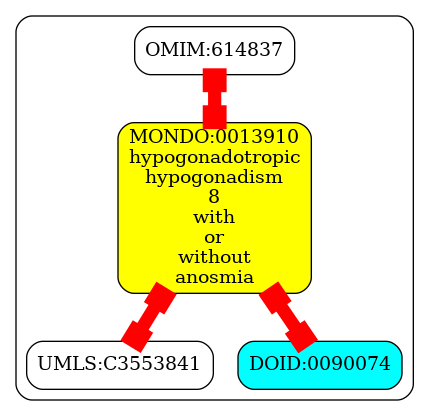 OMIM:614837
MONDO:0013910
hypogonadotropic
hypogonadism
8
with
or
without
anosmia
UMLS:C3553841
DOID:0090074